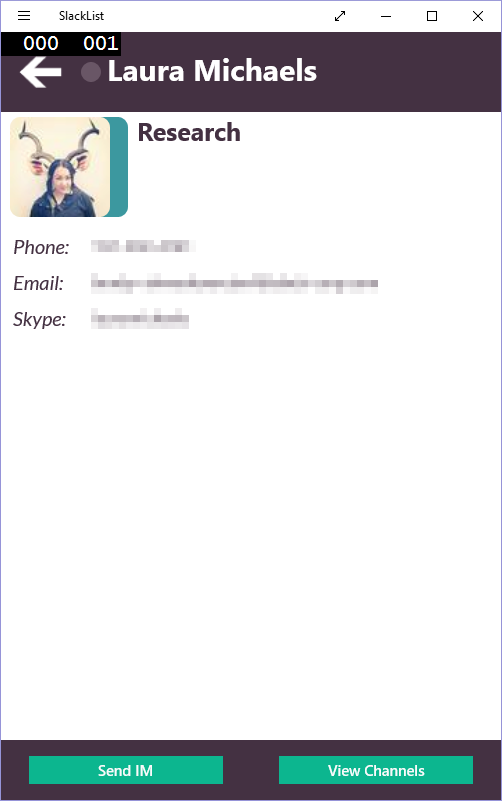 SlackList
000 001
Laura Michaels
Research
Phone:
Email:
Skype:
Send IM
View Channels